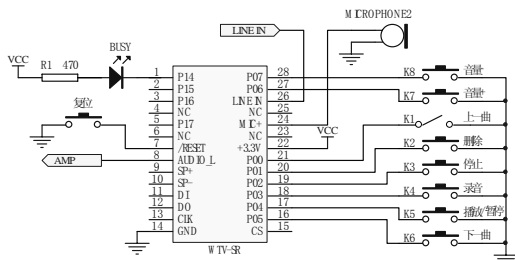 MICROPHONE2
LINE IN
VCC
R1 470
BUSY
1 P14 P07 28 K8 音量
2 P15 P06 27 K7 音量
3 P16 LINE IN 26
4 NC NC 25
5 P17 MIC+ 24 K1 上一曲
6 NC NC 23 VCC
7 /RESET +3.3V 22
8 AUDIO_L P00 21 K2 删除
9 SP+ P01 20
10 SP- P02 19 K3 停止
11 DI P03 18 K4 录音
12 DO P04 17
13 CLK P05 16 K5 播放/暂停
14 GND CS 15 K6 下一曲
复位
AMP
WTV-SR